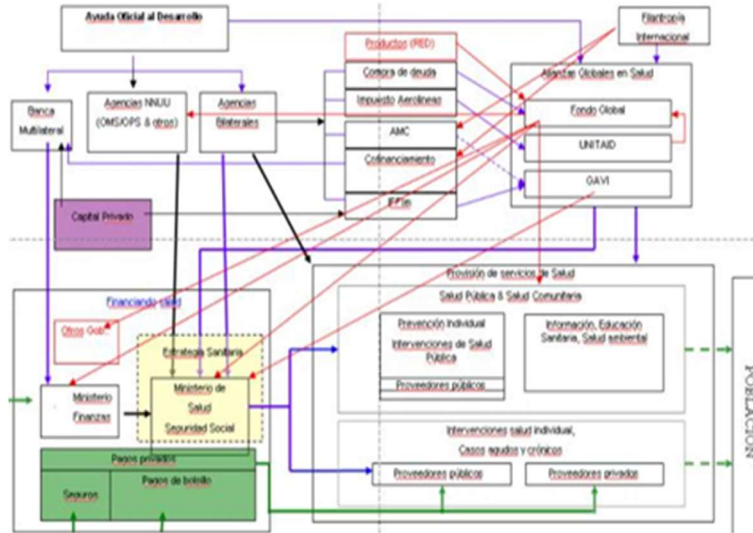 Ayuda Oficial al Desarrollo
Filantropía
Internacional
Productos (RED)
Compra de deuda
Impuesto Aerolíneas
AMC
Cofinanciamiento
IFFIm
Alianzas Globales en Salud
Fondo Global
UNITAID
GAVI
Banca
Multilateral
Agencias NNUU
(OMS/OPS & otros)
Agencias
Bilaterales
Capital Privado
Financiando salud
Otros Gob.
Estrategia Sanitaria
Ministerio
Finanzas
Ministerio de
Salud
Seguridad Social
Pagos privados
Seguros
Pagos de bolsillo
Provisión de servicios de Salud
Salud Pública & Salud Comunitaria
Prevención Individual
Intervenciones de Salud
Pública
Proveedores públicos
Información, Educación
Sanitaria, Salud ambiental
Intervenciones salud individual,
Casos agudos y crónicos
Proveedores públicos
Proveedores privados
POBLACION